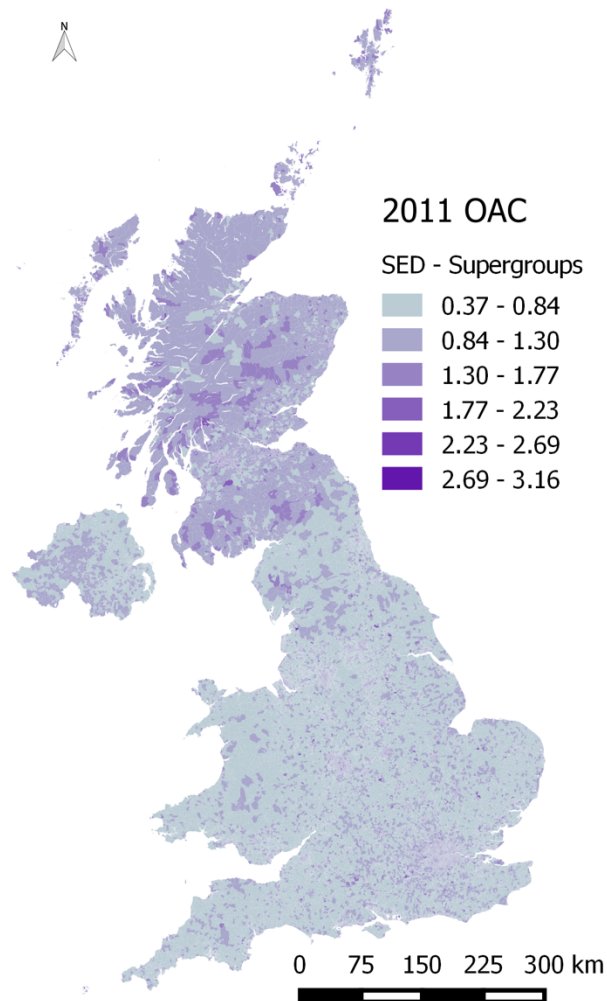 N
2011 OAC
SED - Supergroups
0.37 - 0.84
0.84 - 1.30
1.30 - 1.77
1.77 - 2.23
2.23 - 2.69
2.69 - 3.16
0 75 150 225 300 km